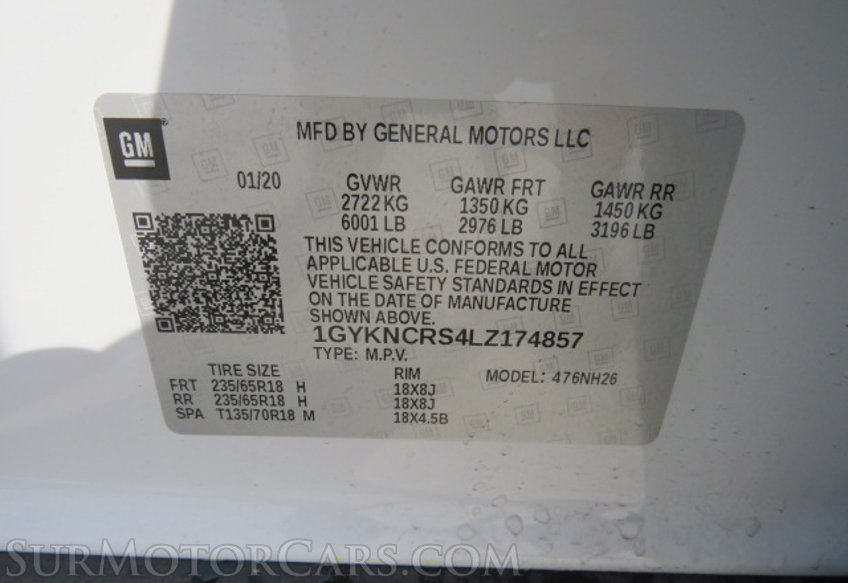 GM
MFD BY GENERAL MOTORS LLC
01/20 GVWR GAWR FRT GAWR RR
2722 KG 1350 KG 1450 KG
6001 LB 2976 LB 3196 LB
THIS VEHICLE CONFORMS TO ALL
APPLICABLE U.S. FEDERAL MOTOR
VEHICLE SAFETY STANDARDS IN EFFECT
ON THE DATE OF MANUFACTURE
SHOWN ABOVE.
1GYKNCRS4LZ174857
TYPE: M.P.V.
TIRE SIZE RIM MODEL: 476NH26
FRT 235/65R18 H 18X8J
RR 235/65R18 H 18X8J
SPA T135/70R18 M 18X4.5B
SURMOTORCARS.COM